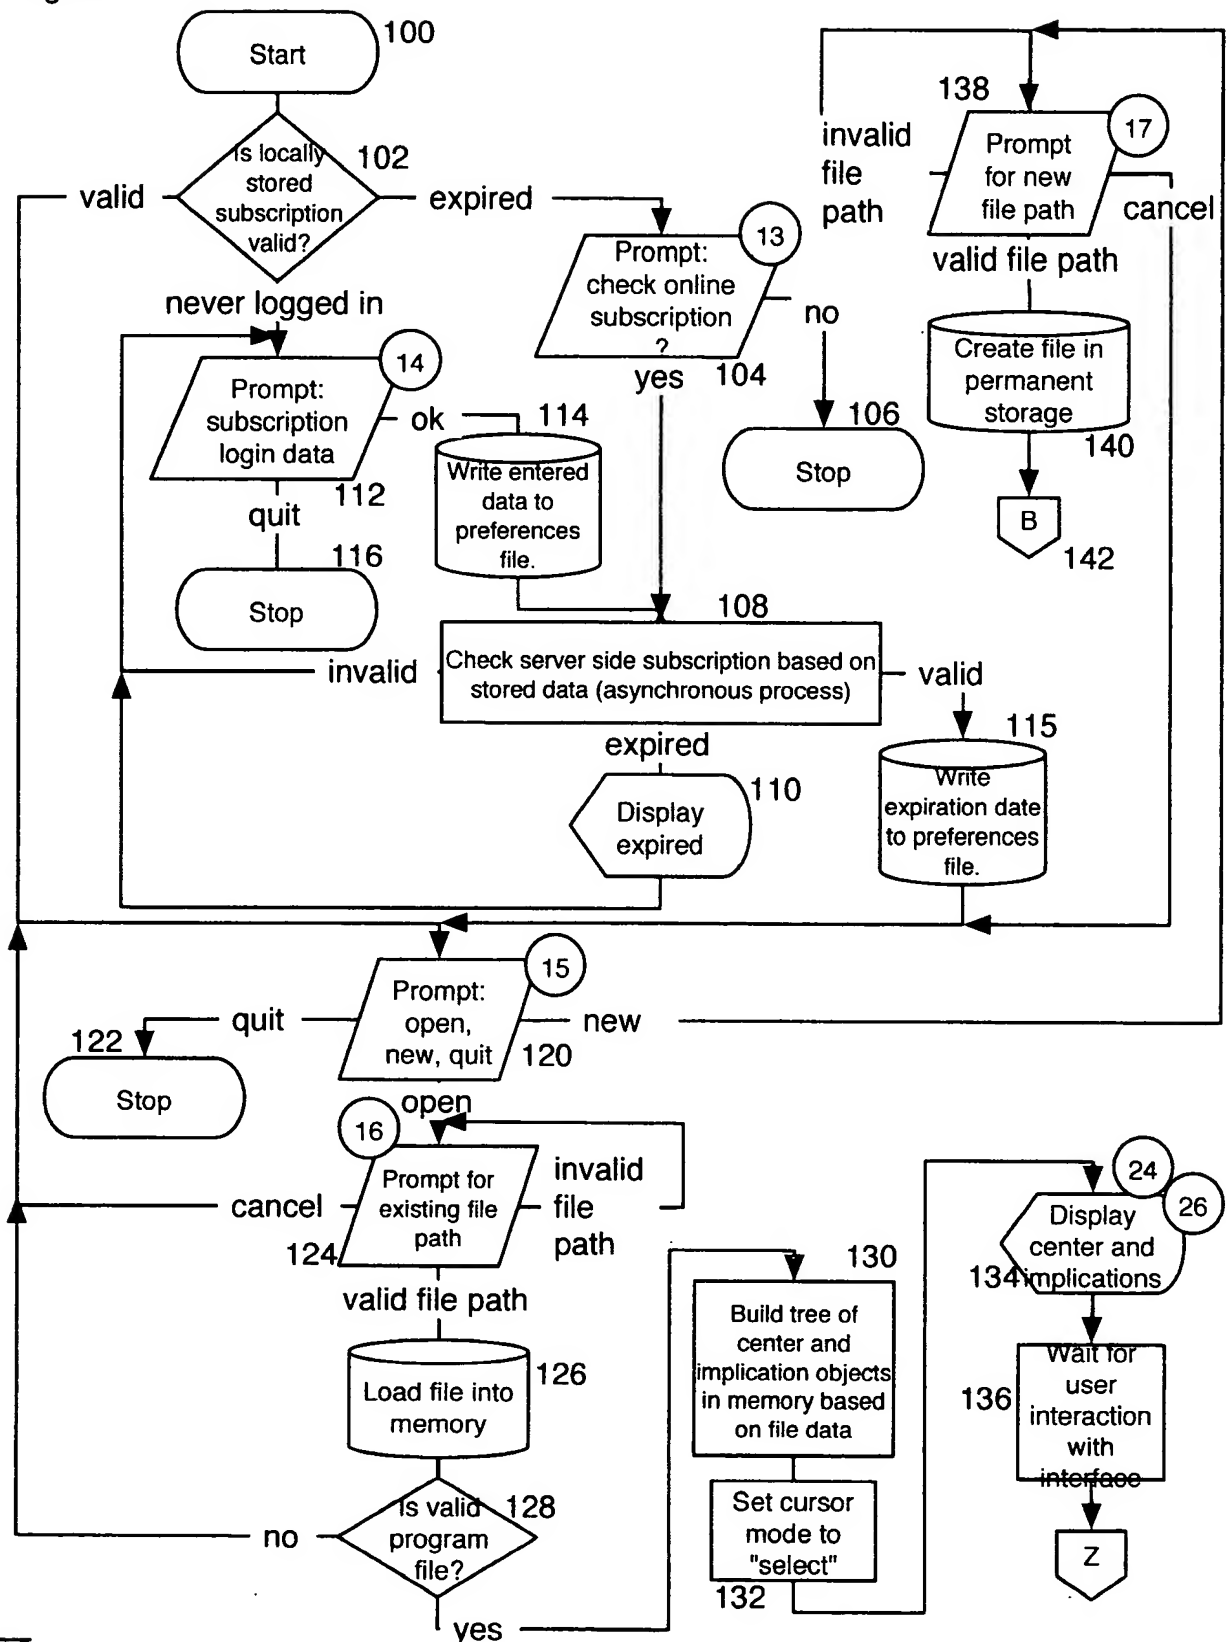 100
Start
Is locally
stored
subscription
valid?
102
valid
expired
never logged in
13
Prompt:
check online
subscription
?
104
no
yes
106
Stop
138
17
Prompt
for new
file path
invalid
file
path
cancel
valid file path
Create file in
permanent
storage
140
B
142
14
Prompt:
subscription
login data
112
ok
quit
116
Stop
114
Write entered
data to
preferences
file.
108
Check server side subscription based on
stored data (asynchronous process)
invalid
valid
expired
110
Display
expired
115
Write
expiration date
to preferences
file.
15
Prompt:
open,
new, quit
120
quit
new
122
Stop
open
16
Prompt for
existing file
path
124
cancel
invalid
file
path
valid file path
Load file into
memory
126
Is valid
program
file?
128
no
yes
130
Build tree of
center and
implication objects
in memory based
on file data
Set cursor
mode to
"select"
132
24
26
Display
center and
implications
134
Wait for
user
interaction
with
interface
136
Z